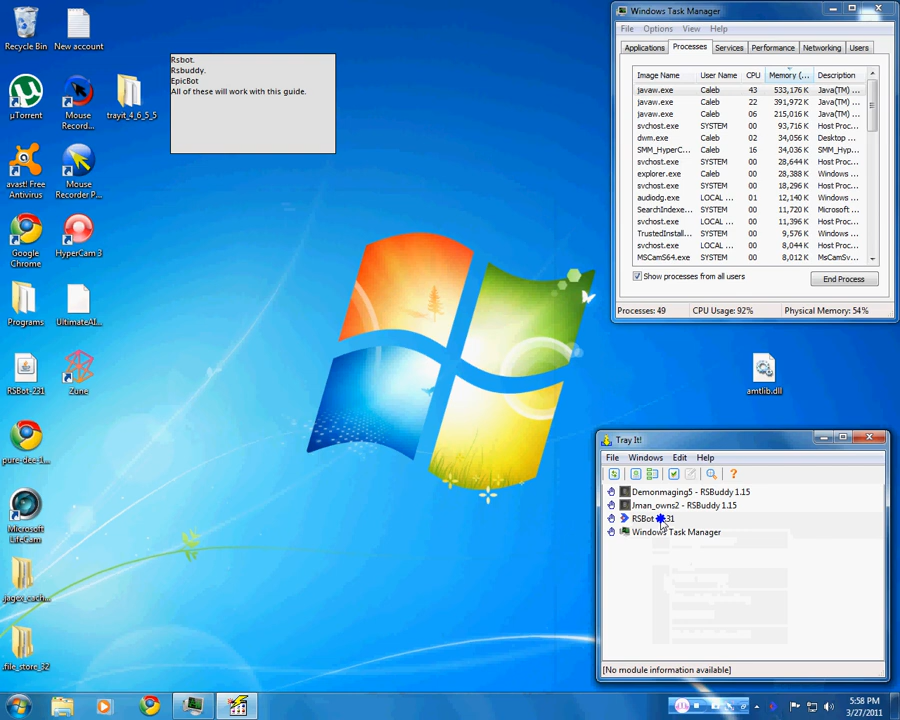 Recycle Bin
New account
µTorrent
Mouse Record...
trayit_4_6_5_5
avast! Free Antivirus
Mouse Recorder P...
Google Chrome
HyperCam 3
Programs
UltimateAI...
RSBot-231
Zune
pure-dee-1...
Microsoft LifeCam
.jagex_cach...
.file_store_32
Rsbot.
Rsbuddy.
EpicBot
All of these will work with this guide.
Windows Task Manager
File Options View Help
Applications Processes Services Performance Networking Users
Image Name User Name CPU Memory (... Description
javaw.exe Caleb 43 533,176 K Java(TM) ...
javaw.exe Caleb 22 391,972 K Java(TM) ...
javaw.exe Caleb 06 215,016 K Java(TM) ...
svchost.exe SYSTEM 00 93,716 K Host Proc...
dwm.exe Caleb 02 34,056 K Desktop ...
SMM_HyperC... Caleb 16 34,036 K SMM_Hyp...
svchost.exe SYSTEM 00 28,644 K Host Proc...
explorer.exe Caleb 00 28,388 K Windows ...
svchost.exe SYSTEM 00 18,296 K Host Proc...
audiodg.exe LOCAL ... 01 12,140 K Windows ...
SearchIndexe... SYSTEM 00 11,720 K Microsoft ...
svchost.exe LOCAL ... 00 11,396 K Host Proc...
TrustedInstall... SYSTEM 00 9,576 K Windows ...
svchost.exe LOCAL ... 00 8,044 K Host Proc...
MSCamS64.exe SYSTEM 00 8,012 K MsCamSv...
Show processes from all users
End Process
Processes: 49 CPU Usage: 92% Physical Memory: 54%
amtlib.dll
Tray It!
File Windows Edit Help
Demonmaging5 - RSBuddy 1.15
Jman_owns2 - RSBuddy 1.15
RSBot 31
Windows Task Manager
[No module information available]
5:58 PM
3/27/2011